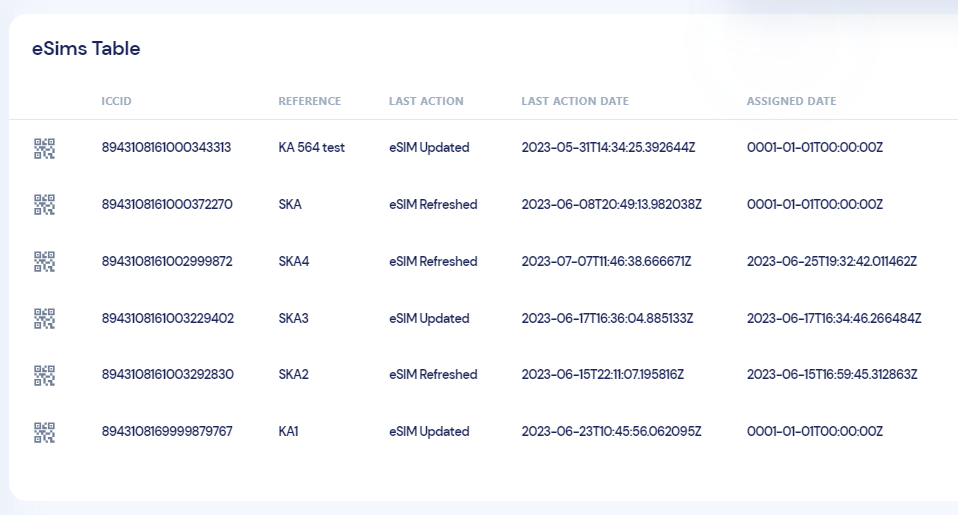 eSims Table
ICCID REFERENCE LAST ACTION LAST ACTION DATE ASSIGNED DATE
8943108161000343313 KA 564 test eSIM Updated 2023-05-31T14:34:25.392644Z 0001-01-01T00:00:00Z
8943108161000372270 SKA eSIM Refreshed 2023-06-08T20:49:13.982038Z 0001-01-01T00:00:00Z
8943108161002999872 SKA4 eSIM Refreshed 2023-07-07T11:46:38.666671Z 2023-06-25T19:32:42.011462Z
8943108161003229402 SKA3 eSIM Updated 2023-06-17T16:36:04.885133Z 2023-06-17T16:34:46.266484Z
8943108161003292830 SKA2 eSIM Refreshed 2023-06-15T22:11:07.195816Z 2023-06-15T16:59:45.312863Z
8943108169999879767 KA1 eSIM Updated 2023-06-23T10:45:56.062095Z 0001-01-01T00:00:00Z